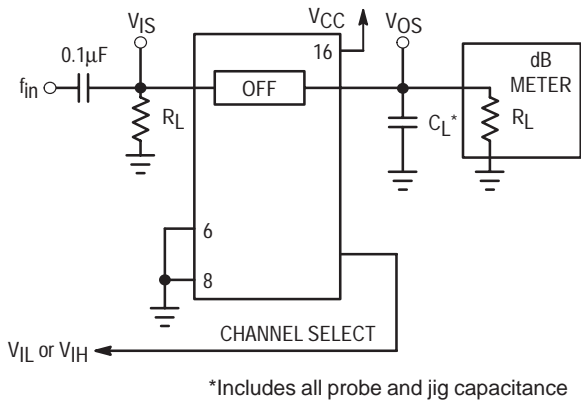 VIS
VCC
VOS
0.1µF
16
dB
METER
fin
OFF
RL
CL*
RL
6
8
CHANNEL SELECT
VIL or VIH
*Includes all probe and jig capacitance